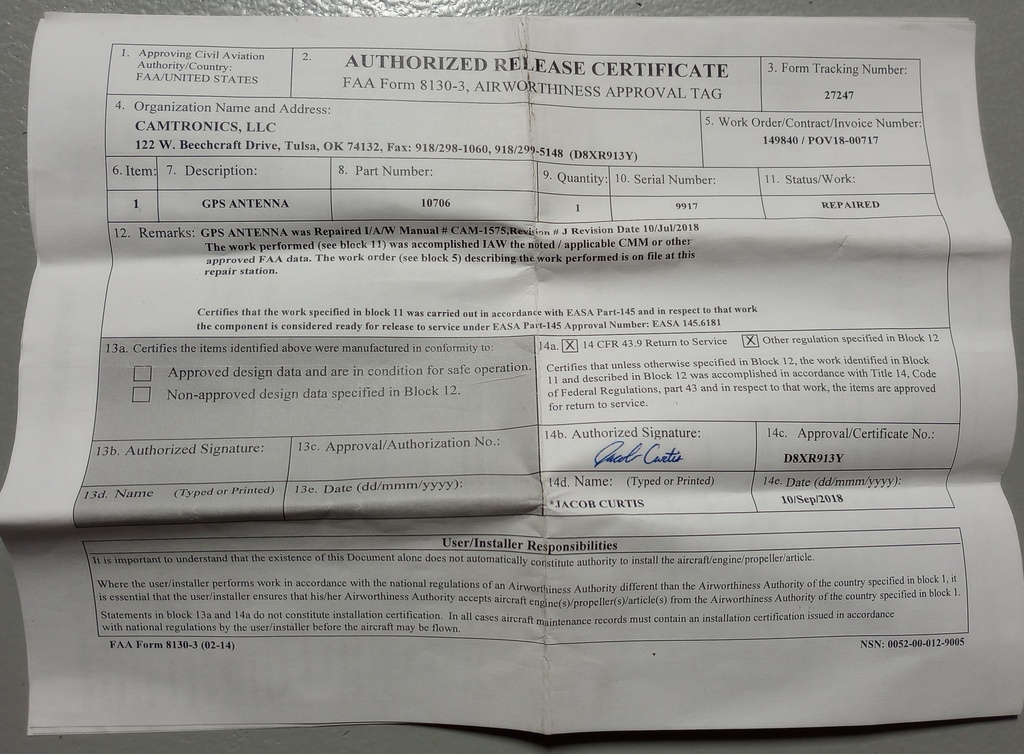 1. Approving Civil Aviation
Authority/Country:
FAA/UNITED STATES
2.
AUTHORIZED RELEASE CERTIFICATE
FAA Form 8130-3, AIRWORTHINESS APPROVAL TAG
3. Form Tracking Number:
27247
4. Organization Name and Address:
CAMTRONICS, LLC
122 W. Beechcraft Drive, Tulsa, OK 74132, Fax: 918/298-1060, 918/299-5148 (D8XR913Y)
5. Work Order/Contract/Invoice Number:
149840 / POV18-00717
6. Item: 7. Description: 8. Part Number: 9. Quantity: 10. Serial Number: 11. Status/Work:
1 GPS ANTENNA 10706 1 9917 REPAIRED
12. Remarks: GPS ANTENNA was Repaired I/A/W Manual # CAM-1575,Revision # J Revision Date 10/Jul/2018
The work performed (see block 11) was accomplished IAW the noted / applicable CMM or other
approved FAA data. The work order (see block 5) describing the work performed is on file at this
repair station.
Certifies that the work specified in block 11 was carried out in accordance with EASA Part-145 and in respect to that work
the component is considered ready for release to service under EASA Part-145 Approval Number: EASA 145.6181
13a. Certifies the items identified above were manufactured in conformity to:
Approved design data and are in condition for safe operation.
Non-approved design data specified in Block 12.
14a. X 14 CFR 43.9 Return to Service X Other regulation specified in Block 12
Certifies that unless otherwise specified in Block 12, the work identified in Block
11 and described in Block 12 was accomplished in accordance with Title 14, Code
of Federal Regulations, part 43 and in respect to that work, the items are approved
for return to service.
13b. Authorized Signature: 13c. Approval/Authorization No.:
14b. Authorized Signature: 14c. Approval/Certificate No.:
Jacob Curtis D8XR913Y
13d. Name (Typed or Printed) 13e. Date (dd/mmm/yyyy):
14d. Name: (Typed or Printed) 14e. Date (dd/mmm/yyyy):
*JACOB CURTIS 10/Sep/2018
User/Installer Responsibilities
It is important to understand that the existence of this Document alone does not automatically constitute authority to install the aircraft/engine/propeller/article.
Where the user/installer performs work in accordance with the national regulations of an Airworthiness Authority different than the Airworthiness Authority of the country specified in block 1, it
is essential that the user/installer ensures that his/her Airworthiness Authority accepts aircraft engine(s)/propeller(s)/article(s) from the Airworthiness Authority of the country specified in block 1.
Statements in block 13a and 14a do not constitute installation certification. In all cases aircraft maintenance records must contain an installation certification issued in accordance
with national regulations by the user/installer before the aircraft may be flown.
FAA Form 8130-3 (02-14) NSN: 0052-00-012-9005